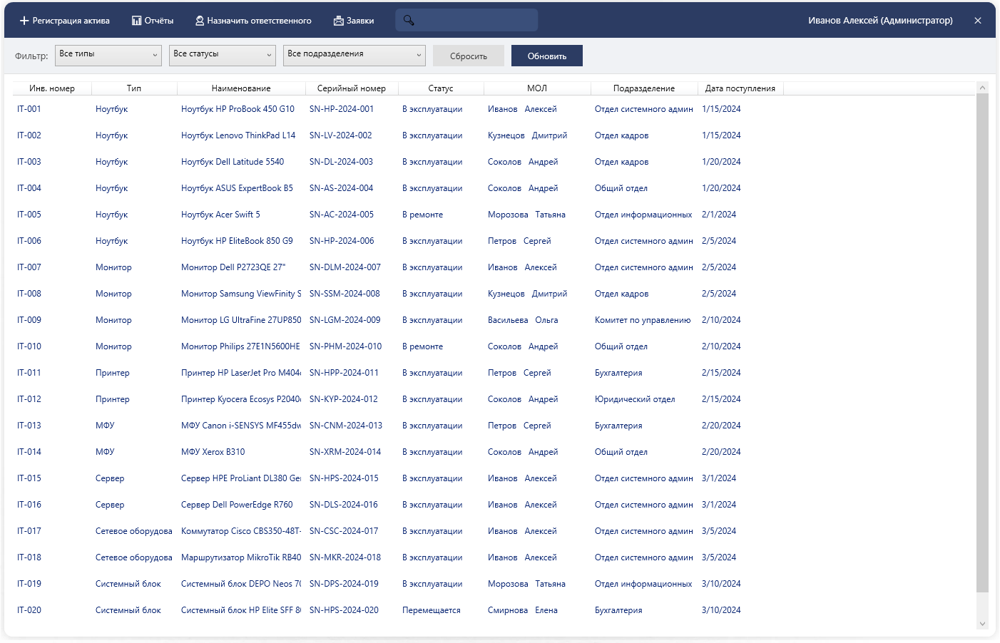 Регистрация актива Отчёты Назначить ответственного Заявки Иванов Алексей (Администратор)
Фильтр: Все типы Все статусы Все подразделения Сбросить Обновить
Инв. номер Тип Наименование Серийный номер Статус МОЛ Подразделение Дата поступления
IT-001 Ноутбук Ноутбук HP ProBook 450 G10 SN-HP-2024-001 В эксплуатации Иванов Алексей Отдел системного админ 1/15/2024
IT-002 Ноутбук Ноутбук Lenovo ThinkPad L14 SN-LV-2024-002 В эксплуатации Кузнецов Дмитрий Отдел кадров 1/15/2024
IT-003 Ноутбук Ноутбук Dell Latitude 5540 SN-DL-2024-003 В эксплуатации Соколов Андрей Отдел кадров 1/20/2024
IT-004 Ноутбук Ноутбук ASUS ExpertBook B5 SN-AS-2024-004 В эксплуатации Соколов Андрей Общий отдел 1/20/2024
IT-005 Ноутбук Ноутбук Acer Swift 5 SN-AC-2024-005 В ремонте Морозова Татьяна Отдел информационных 2/1/2024
IT-006 Ноутбук Ноутбук HP EliteBook 850 G9 SN-HP-2024-006 В эксплуатации Петров Сергей Отдел системного админ 2/5/2024
IT-007 Монитор Монитор Dell P2723QE 27" SN-DLM-2024-007 В эксплуатации Иванов Алексей Отдел системного админ 2/5/2024
IT-008 Монитор Монитор Samsung ViewFinity S SN-SSM-2024-008 В эксплуатации Кузнецов Дмитрий Отдел кадров 2/5/2024
IT-009 Монитор Монитор LG UltraFine 27UP850 SN-LGM-2024-009 В эксплуатации Васильева Ольга Комитет по управлению 2/10/2024
IT-010 Монитор Монитор Philips 27E1N5600HE SN-PHM-2024-010 В ремонте Соколов Андрей Общий отдел 2/10/2024
IT-011 Принтер Принтер HP LaserJet Pro M404 SN-HPP-2024-011 В эксплуатации Петров Сергей Бухгалтерия 2/15/2024
IT-012 Принтер Принтер Kyocera Ecosys P2040 SN-KYP-2024-012 В эксплуатации Соколов Андрей Юридический отдел 2/15/2024
IT-013 МФУ МФУ Canon i-SENSYS MF455dw SN-CNM-2024-013 В эксплуатации Петров Сергей Бухгалтерия 2/20/2024
IT-014 МФУ МФУ Xerox B310 SN-XRM-2024-014 В эксплуатации Соколов Андрей Общий отдел 2/20/2024
IT-015 Сервер Сервер HPE ProLiant DL380 Ge SN-HPS-2024-015 В эксплуатации Иванов Алексей Отдел системного админ 3/1/2024
IT-016 Сервер Сервер Dell PowerEdge R760 SN-DLS-2024-016 В эксплуатации Иванов Алексей Отдел системного админ 3/1/2024
IT-017 Сетевое оборудова Коммутатор Cisco CBS350-48T- SN-CSC-2024-017 В эксплуатации Иванов Алексей Отдел системного админ 3/5/2024
IT-018 Сетевое оборудова Маршрутизатор MikroTik RB40 SN-MKR-2024-018 В эксплуатации Иванов Алексей Отдел системного админ 3/5/2024
IT-019 Системный блок Системный блок DEPO Neos 70 SN-DPS-2024-019 В эксплуатации Морозова Татьяна Отдел информационных 3/10/2024
IT-020 Системный блок Системный блок HP Elite SFF 80 SN-HPS-2024-020 Перемещается Смирнова Елена Бухгалтерия 3/10/2024